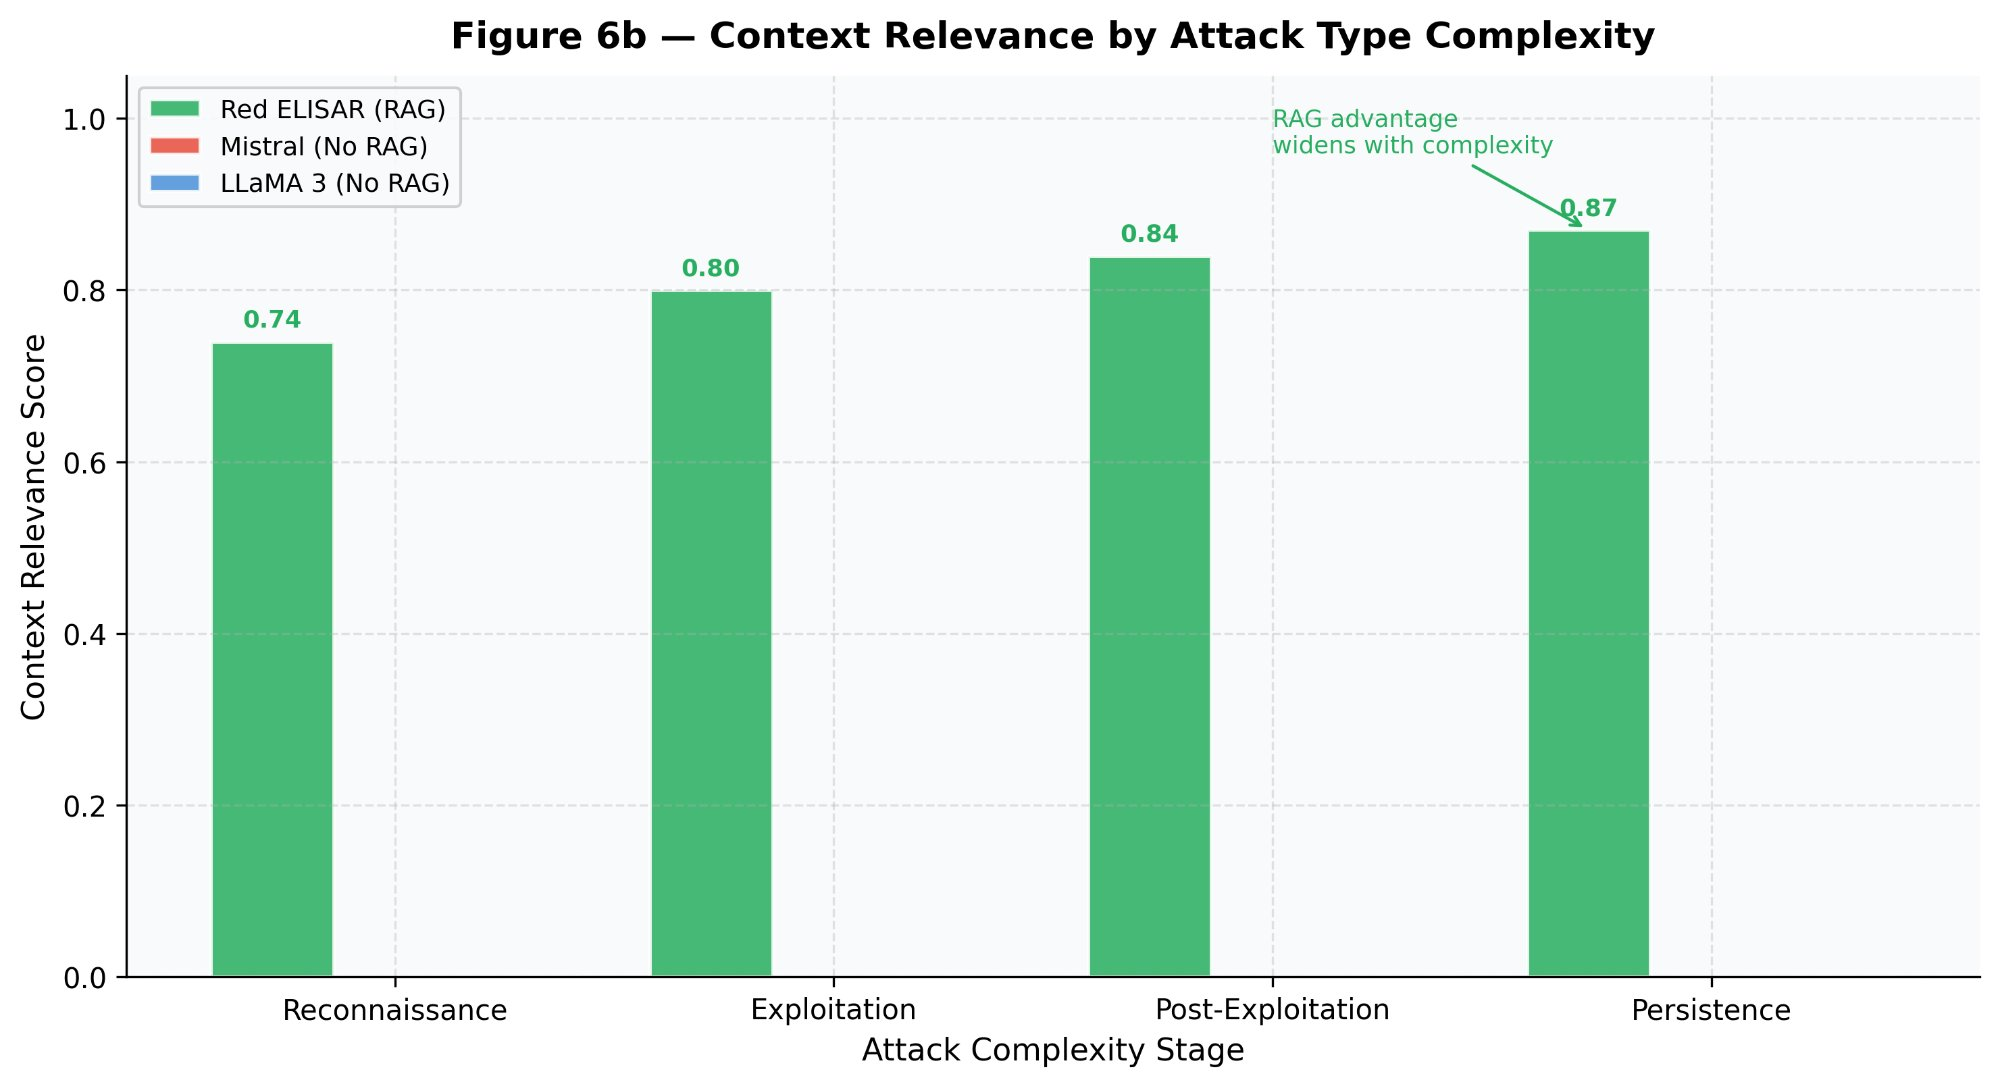 Figure 6b — Context Relevance by Attack Type Complexity
Red ELISAR (RAG)
Mistral (No RAG)
LLaMA 3 (No RAG)
RAG advantage
widens with complexity
1.0
0.8
0.6
0.4
0.2
0.0
Context Relevance Score
0.74
0.80
0.84
0.87
Reconnaissance
Exploitation
Post-Exploitation
Persistence
Attack Complexity Stage